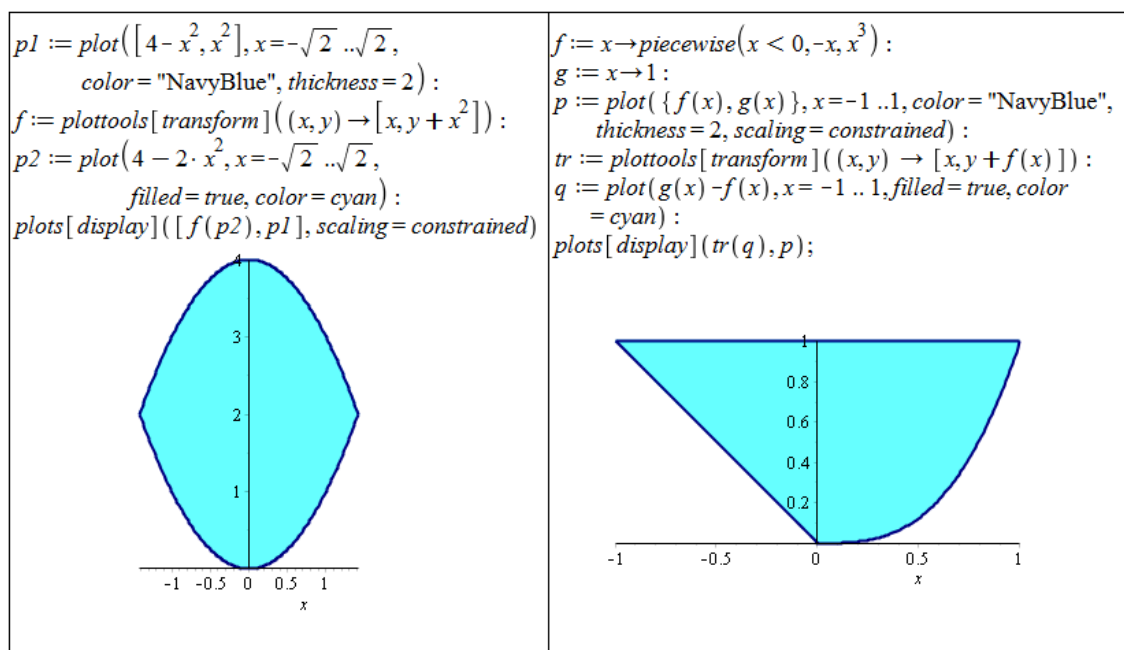 p1 := plot([4-x², x²], x=-√2 ..√2,
color = "NavyBlue", thickness = 2) :
f := plottools[transform]((x, y) → [x, y + x²]) :
p2 := plot(4 − 2· x², x=-√2 ..√2,
filled = true, color = cyan) :
plots[display]([f(p2), p1], scaling = constrained)
4
3
2
1
-1 -0.5 0 0.5 1
x
f := x→piecewise(x < 0, -x, x³) :
g := x→1 :
p := plot( {f(x), g(x) }, x=-1 ..1, color = "NavyBlue",
thickness = 2, scaling = constrained) :
tr := plottools[transform]((x, y) → [x, y + f(x) ]) :
q := plot(g(x) -f(x), x = -1 .. 1, filled = true, color
= cyan) :
plots[display](tr(q), p);
1
0.8
0.6
0.4
0.2
-1 -0.5 0 0.5 1
x